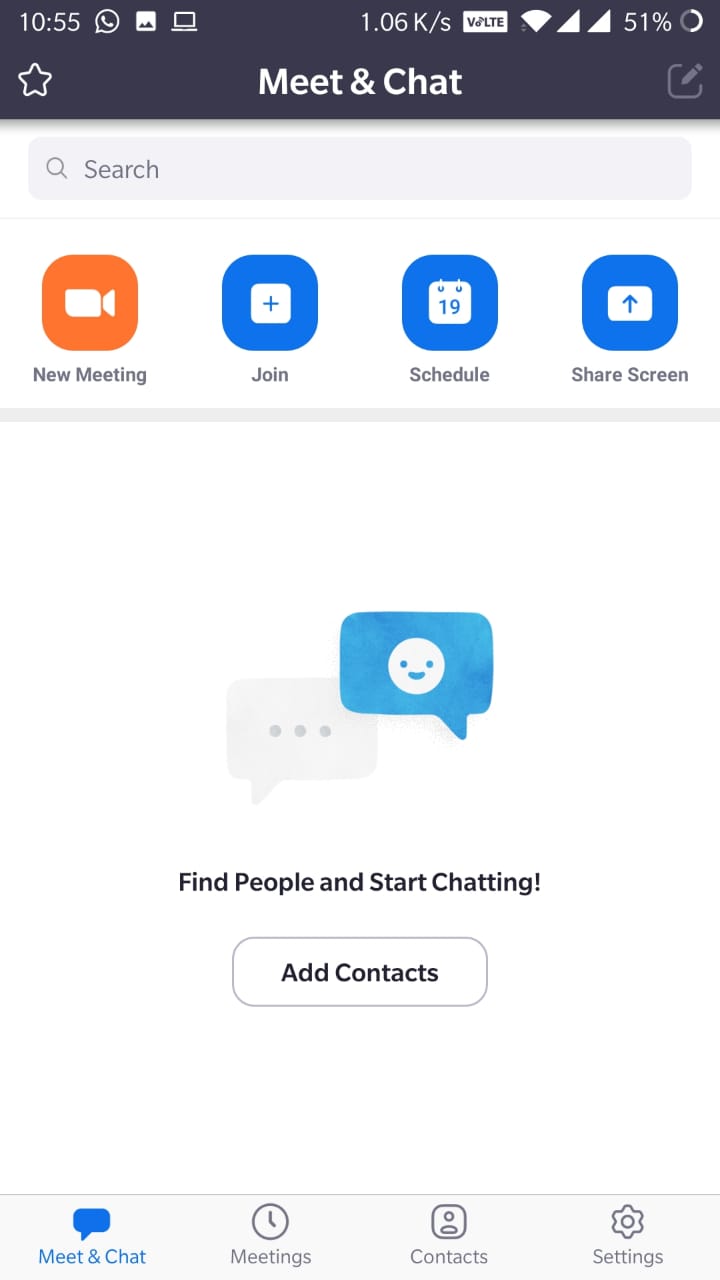 10:55 1.06 K/s VoLTE 51%
Meet & Chat
Search
19
New Meeting Join Schedule Share Screen
Find People and Start Chatting!
Add Contacts
Meet & Chat Meetings Contacts Settings